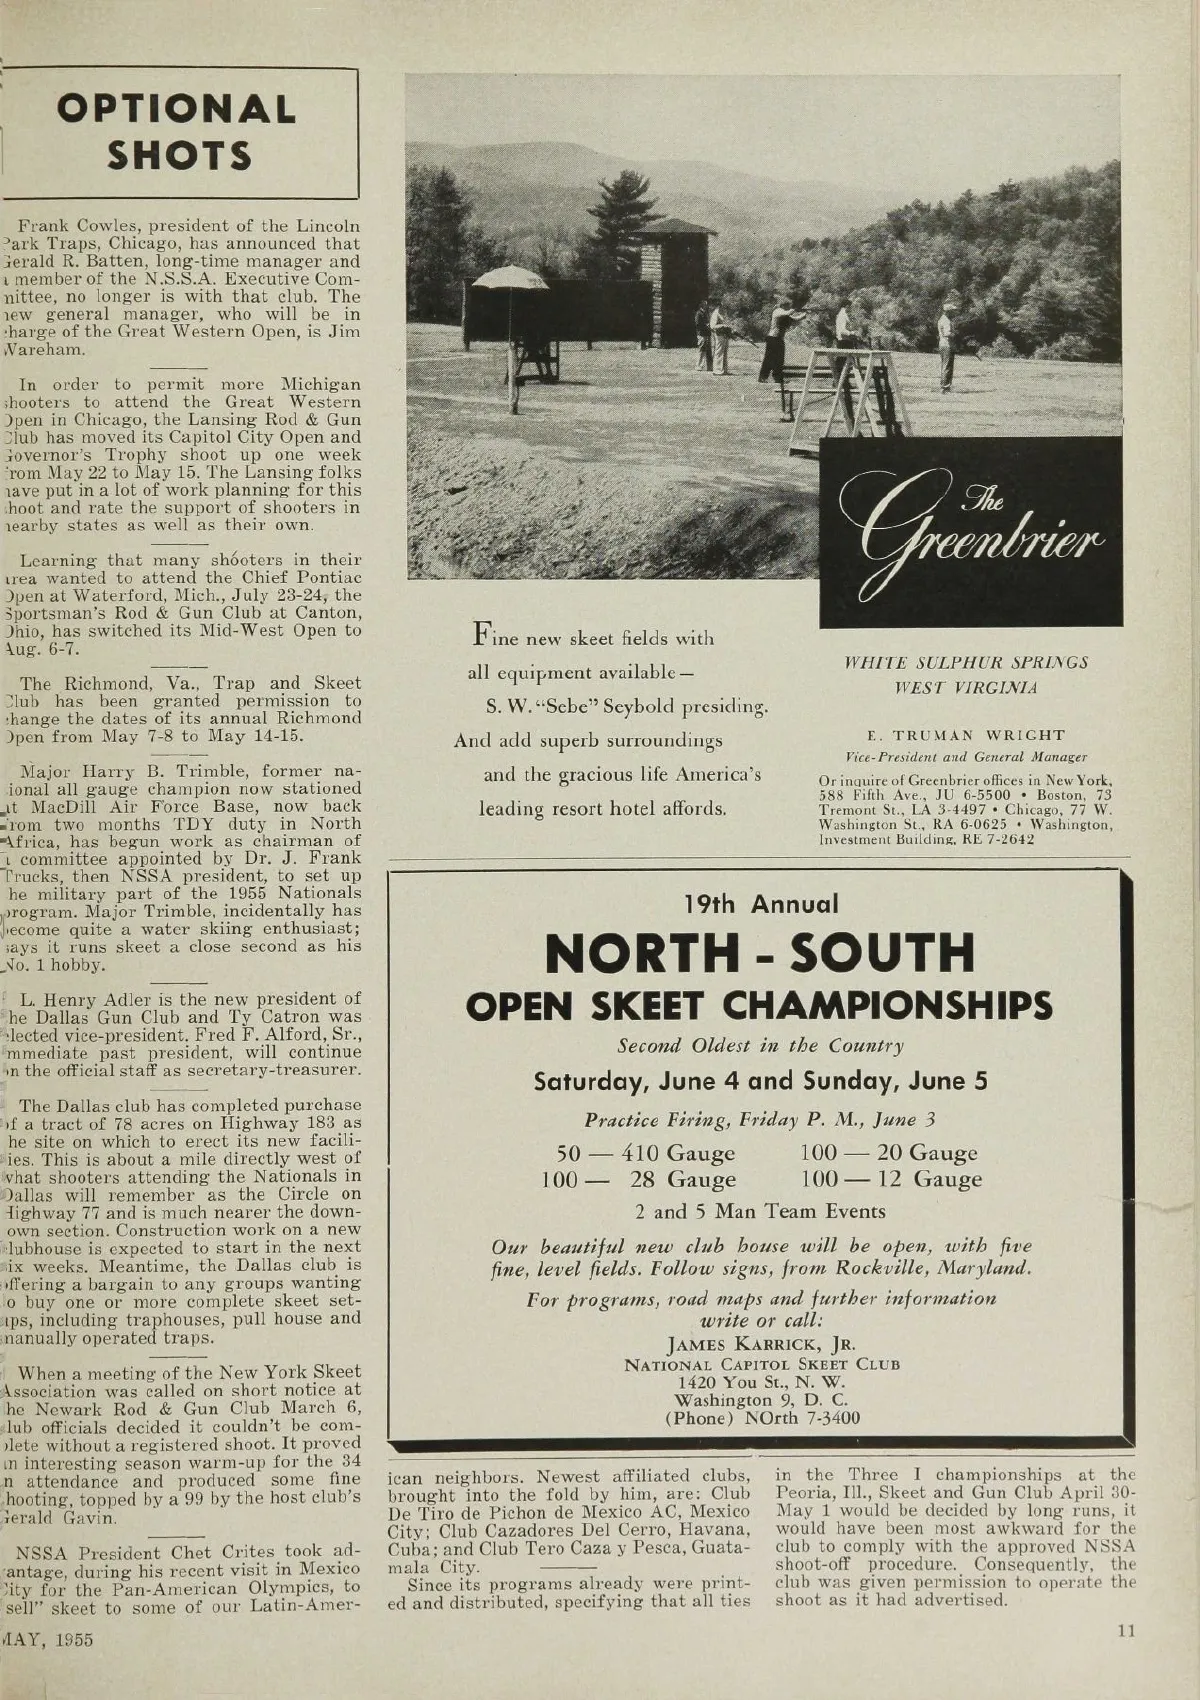 OPTIONAL
SHOTS
Frank Cowles, president of the Lincoln
Park Traps, Chicago, has announced that
Gerald R. Batten, long-time manager and
member of the N.S.S.A. Executive Com-
mittee, no longer is with that club. The
new general manager, who will be in
charge of the Great Western Open, is Jim
Wareham.
In order to permit more Michigan
shooters to attend the Great Western
Open in Chicago, the Lansing Rod & Gun
Club has moved its Capitol City Open and
Governor's Trophy shoot up one week
from May 22 to May 15. The Lansing folks
have put in a lot of work planning for this
shoot and rate the support of shooters in
nearby states as well as their own.
Learning that many shooters in their
area wanted to attend the Chief Pontiac
Open at Waterford, Mich., July 23-24, the
Sportsman's Rod & Gun Club at Canton,
Ohio, has switched its Mid-West Open to
Aug. 6-7.
The Richmond, Va., Trap and Skeet
Club has been granted permission to
change the dates of its annual Richmond
Open from May 7-8 to May 14-15.
Major Harry B. Trimble, former na-
tional all gauge champion now stationed
at MacDill Air Force Base, now back
from two months TDY duty in North
Africa, has begun work as chairman of
a committee appointed by Dr. J. Frank
Trucks, then NSSA president, to set up
he military part of the 1955 Nationals
program. Major Trimble, incidentally has
become quite a water skiing enthusiast;
says it runs skeet a close second as his
No. 1 hobby.
L. Henry Adler is the new president of
he Dallas Gun Club and Ty Catron was
elected vice-president. Fred F. Alford, Sr.,
immediate past president, will continue
on the official staff as secretary-treasurer.
The Dallas club has completed purchase
of a tract of 78 acres on Highway 183 as
he site on which to erect its new facili-
ies. This is about a mile directly west of
what shooters attending the Nationals in
Dallas will remember as the Circle on
Highway 77 and is much nearer the down-
own section. Construction work on a new
clubhouse is expected to start in the next
six weeks. Meantime, the Dallas club is
offering a bargain to any groups wanting
o buy one or more complete skeet set-
ups, including traphouses, pull house and
manually operated traps.
When a meeting of the New York Skeet
Association was called on short notice at
he Newark Rod & Gun Club March 6,
club officials decided it couldn't be com-
plete without a registered shoot. It proved
an interesting season warm-up for the 34
n attendance and produced some fine
hooting, topped by a 99 by the host club's
Gerald Gavin.
NSSA President Chet Crites took ad-
vantage, during his recent visit in Mexico
City for the Pan-American Olympics, to
sell" skeet to some of our Latin-Amer-
MAY, 1955
The
Greenbrier
Fine new skeet fields with
all equipment available —
S. W. "Sebe" Seybold presiding.
And add superb surroundings
and the gracious life America's
leading resort hotel affords.
WHITE SULPHUR SPRINGS
WEST VIRGINIA
E. TRUMAN WRIGHT
Vice-President and General Manager
Or inquire of Greenbrier offices in New York,
588 Fifth Ave., JU 6-5500 • Boston, 73
Tremont St., LA 3-4497 • Chicago, 77 W.
Washington St., RA 6-0625 • Washington,
Investment Building, RE 7-2642
19th Annual
NORTH - SOUTH
OPEN SKEET CHAMPIONSHIPS
Second Oldest in the Country
Saturday, June 4 and Sunday, June 5
Practice Firing, Friday P. M., June 3
50 — 410 Gauge 100 — 20 Gauge
100 — 28 Gauge 100 — 12 Gauge
2 and 5 Man Team Events
Our beautiful new club house will be open, with five
fine, level fields. Follow signs, from Rockville, Maryland.
For programs, road maps and further information
write or call:
JAMES KARRICK, JR.
NATIONAL CAPITOL SKEET CLUB
1420 You St., N. W.
Washington 9, D. C.
(Phone) NOrth 7-3400
ican neighbors. Newest affiliated clubs,
brought into the fold by him, are: Club
De Tiro de Pichon de Mexico AC, Mexico
City; Club Cazadores Del Cerro, Havana,
Cuba; and Club Tero Caza y Pesca, Guata-
mala City.
Since its programs already were print-
ed and distributed, specifying that all ties
in the Three I championships at the
Peoria, Ill., Skeet and Gun Club April 30-
May 1 would be decided by long runs, it
would have been most awkward for the
club to comply with the approved NSSA
shoot-off procedure. Consequently, the
club was given permission to operate the
shoot as it had advertised.
11